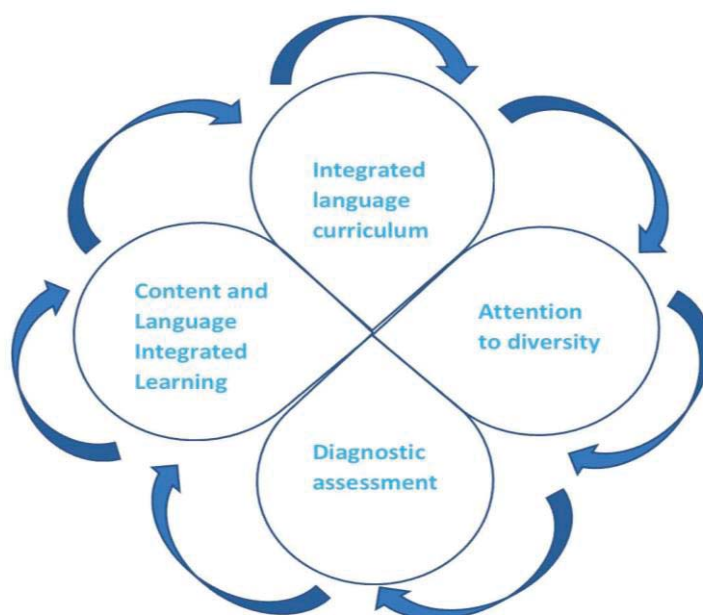 Integrated
language
curriculum
Content and
Language
Integrated
Learning
Attention
to diversity
Diagnostic
assessment